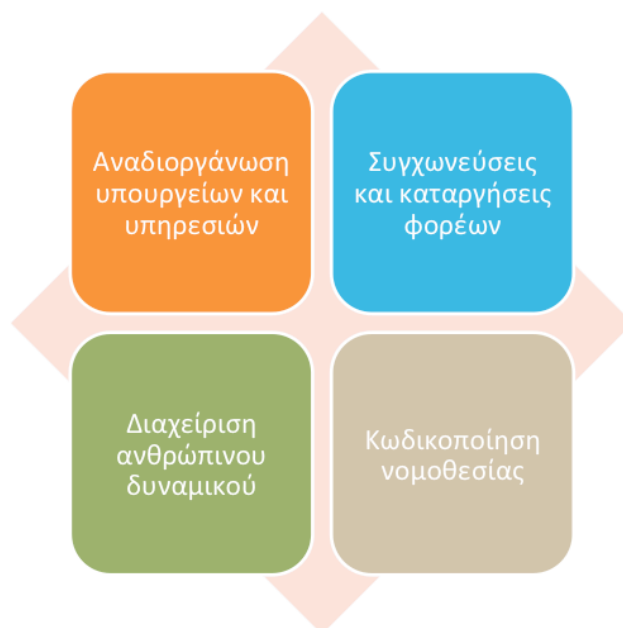 Αναδιοργάνωση
υπουργείων και
υπηρεσιών
Συγχωνεύσεις
και καταργήσεις
φορέων
Διαχείριση
ανθρώπινου
δυναμικού
Κωδικοποίηση
νομοθεσίας